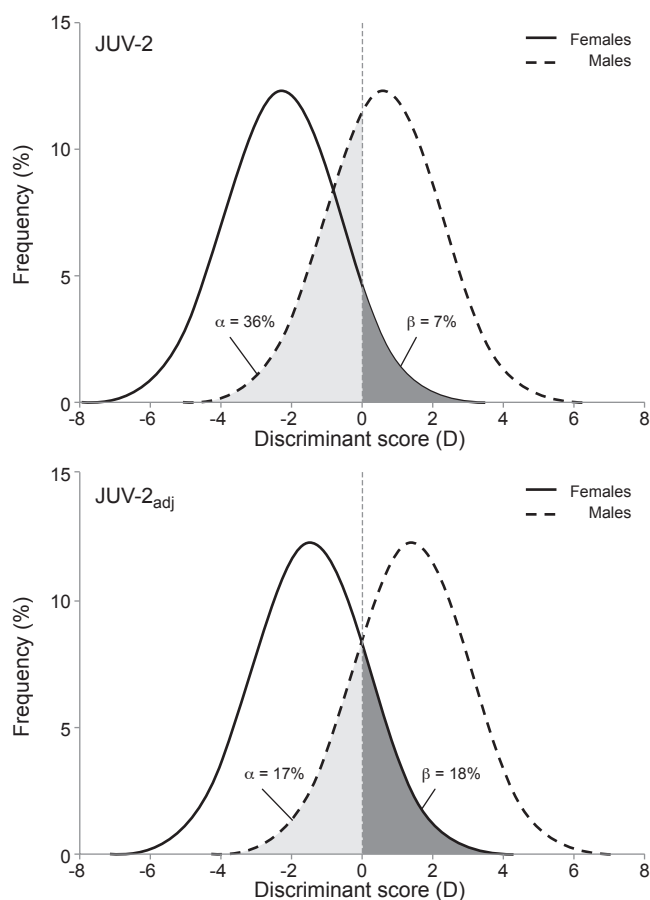 JUV-2
Females
Males
Frequency (%)
15
10
5
0
α = 36%
β = 7%
-8 -6 -4 -2 0 2 4 6 8
Discriminant score (D)
JUV-2adj
Females
Males
Frequency (%)
15
10
5
0
α = 17%
β = 18%
-8 -6 -4 -2 0 2 4 6 8
Discriminant score (D)